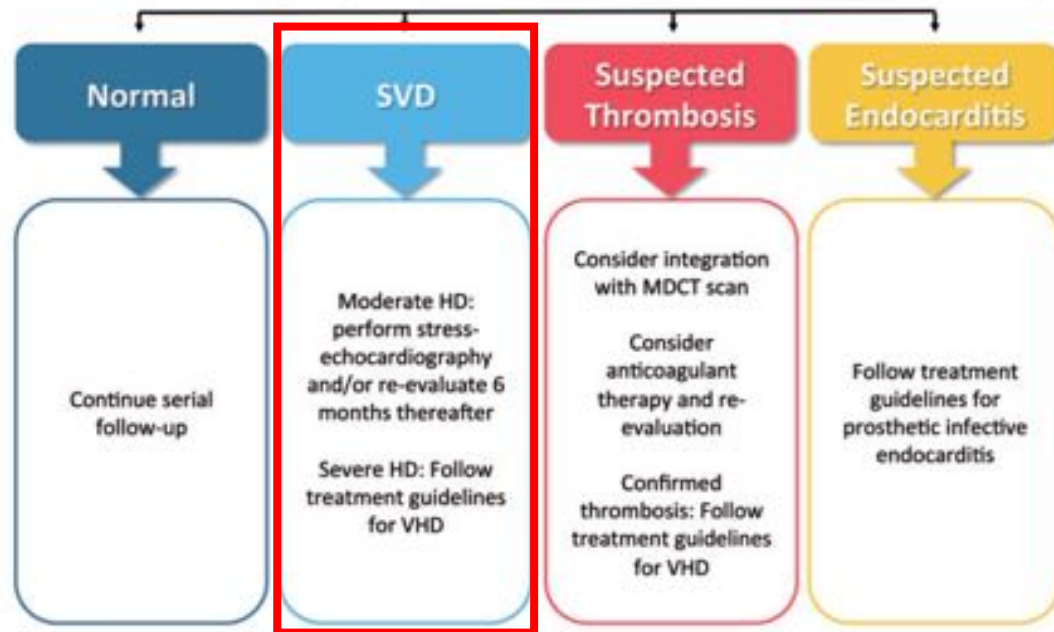 Normal
Continue serial
follow-up
SVD
Moderate HD:
perform stress-
echocardiography
and/or re-evaluate 6
months thereafter
Severe HD: Follow
treatment guidelines
for VHD
Suspected
Thrombosis
Consider integration
with MDCT scan
Consider
anticoagulant
therapy and re-
evaluation
Confirmed
thrombosis: Follow
treatment guidelines
for VHD
Suspected
Endocarditis
Follow treatment
guidelines for
prosthetic infective
endocarditis